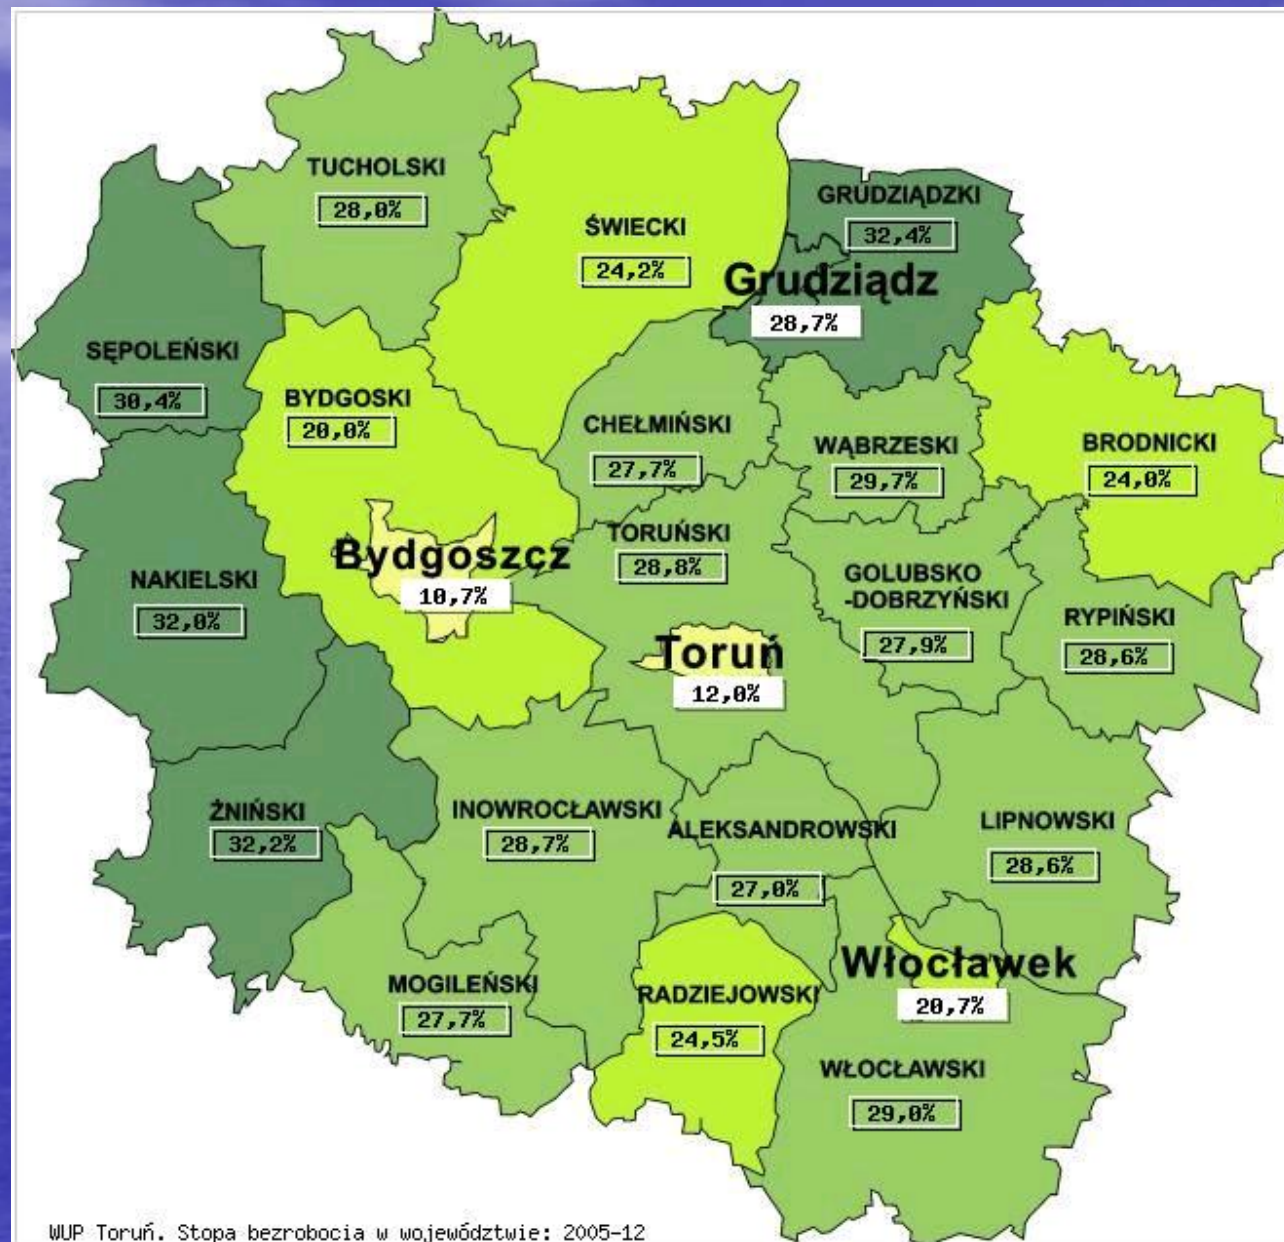 TUCHOLSKI
28,0%
ŚWIECKI
24,2%
GRUDZIĄDZKI
32,4%
Grudziądz
28,7%
SĘPOLEŃSKI
30,4%
BYDGOSKI
20,0%
CHEŁMIŃSKI
27,7%
WĄBRZESKI
29,7%
BRODNICKI
24,0%
NAKIELSKI
32,0%
Bydgoszcz
10,7%
TORUŃSKI
28,8%
GOLUBSKO
-DOBRZYŃSKI
27,9%
RYPIŃSKI
28,6%
Toruń
12,0%
ŻNIŃSKI
32,2%
INOWROCŁAWSKI
28,7%
ALEKSANDROWSKI
27,0%
LIPNOWSKI
28,6%
MOGILEŃSKI
27,7%
RADZIEJOWSKI
24,5%
Włocławek
20,7%
WŁOCŁAWSKI
29,0%
WUP Toruń. Stopa bezrobocia w województwie: 2005-12